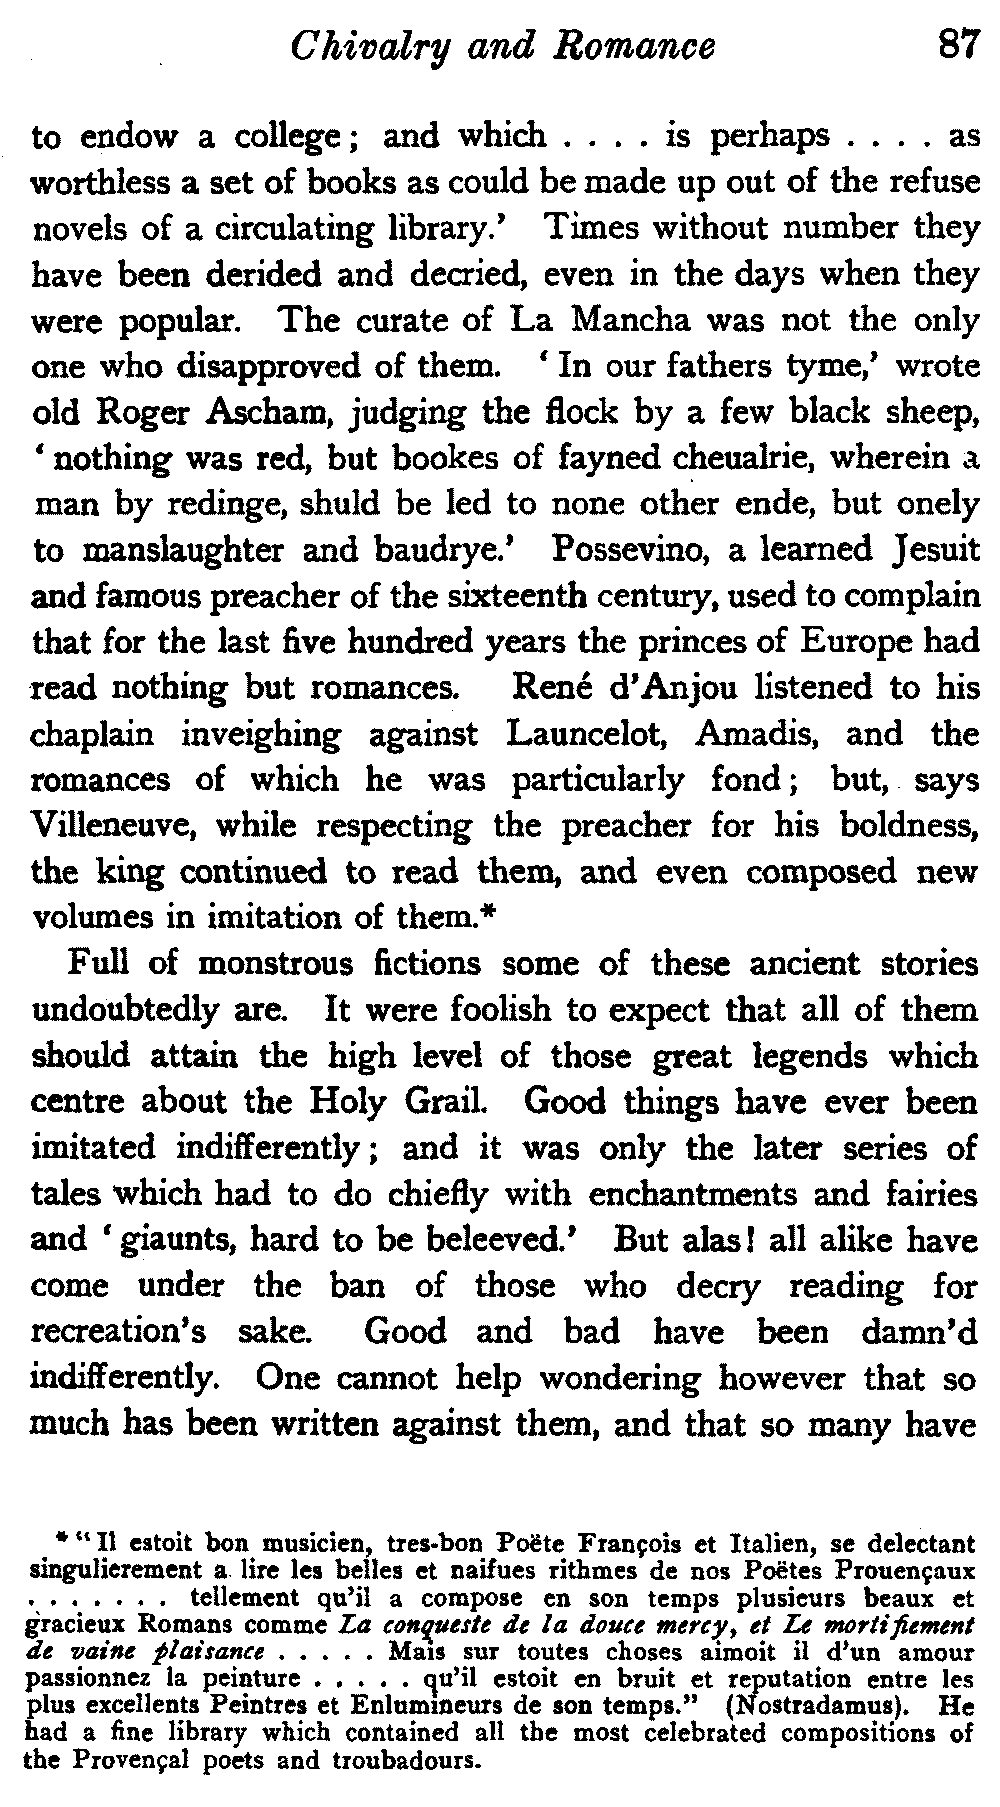 Chivalry and Romance 87
to endow a college; and which . . . . is perhaps . . . . as
worthless a set of books as could be made up out of the refuse
novels of a circulating library.' Times without number they
have been derided and decried, even in the days when they
were popular. The curate of La Mancha was not the only
one who disapproved of them. 'In our fathers tyme,' wrote
old Roger Ascham, judging the flock by a few black sheep,
'nothing was red, but bookes of fayned cheualrie, wherein a
man by redinge, shuld be led to none other ende, but onely
to manslaughter and baudrye.' Possevino, a learned Jesuit
and famous preacher of the sixteenth century, used to complain
that for the last five hundred years the princes of Europe had
read nothing but romances. René d'Anjou listened to his
chaplain inveighing against Launcelot, Amadis, and the
romances of which he was particularly fond; but, says
Villeneuve, while respecting the preacher for his boldness,
the king continued to read them, and even composed new
volumes in imitation of them.*
Full of monstrous fictions some of these ancient stories
undoubtedly are. It were foolish to expect that all of them
should attain the high level of those great legends which
centre about the Holy Grail. Good things have ever been
imitated indifferently; and it was only the later series of
tales which had to do chiefly with enchantments and fairies
and 'giaunts, hard to be beleeved.' But alas! all alike have
come under the ban of those who decry reading for
recreation's sake. Good and bad have been damn'd
indifferently. One cannot help wondering however that so
much has been written against them, and that so many have
*"Il estoit bon musicien, tres-bon Poëte François et Italien, se delectant
singulierement a lire les belles et naifues rithmes de nos Poëtes Prouençaux
. . . . . . . tellement qu'il a compose en son temps plusieurs beaux et
gracieux Romans comme La conqueste de la douce mercy, et Le mortifiement
de vaine plaisance . . . . . Mais sur toutes choses aimoit il d'un amour
passionnez la peinture . . . . . qu'il estoit en bruit et reputation entre les
plus excellents Peintres et Enlumineurs de son temps." (Nostradamus). He
had a fine library which contained all the most celebrated compositions of
the Provençal poets and troubadours.